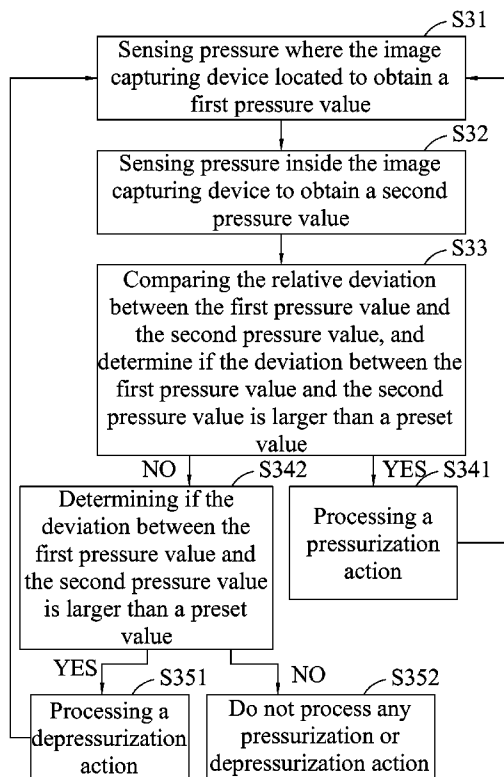 S31
Sensing pressure where the image
capturing device located to obtain
a first pressure value
S32
Sensing pressure inside the image
capturing device to obtain a second
pressure value
S33
Comparing the relative deviation
between the first pressure value and
the second pressure value, and
determine if the deviation between the
first pressure value and the second
pressure value is larger than a preset
value
NO
S342
YES
S341
Determining if the
deviation between the
first pressure value and
the second pressure value
is larger than a preset
value
Processing a
pressurization
action
YES
S351
NO
S352
Processing a
depressurization
action
Do not process any
pressurization or
depressurization action